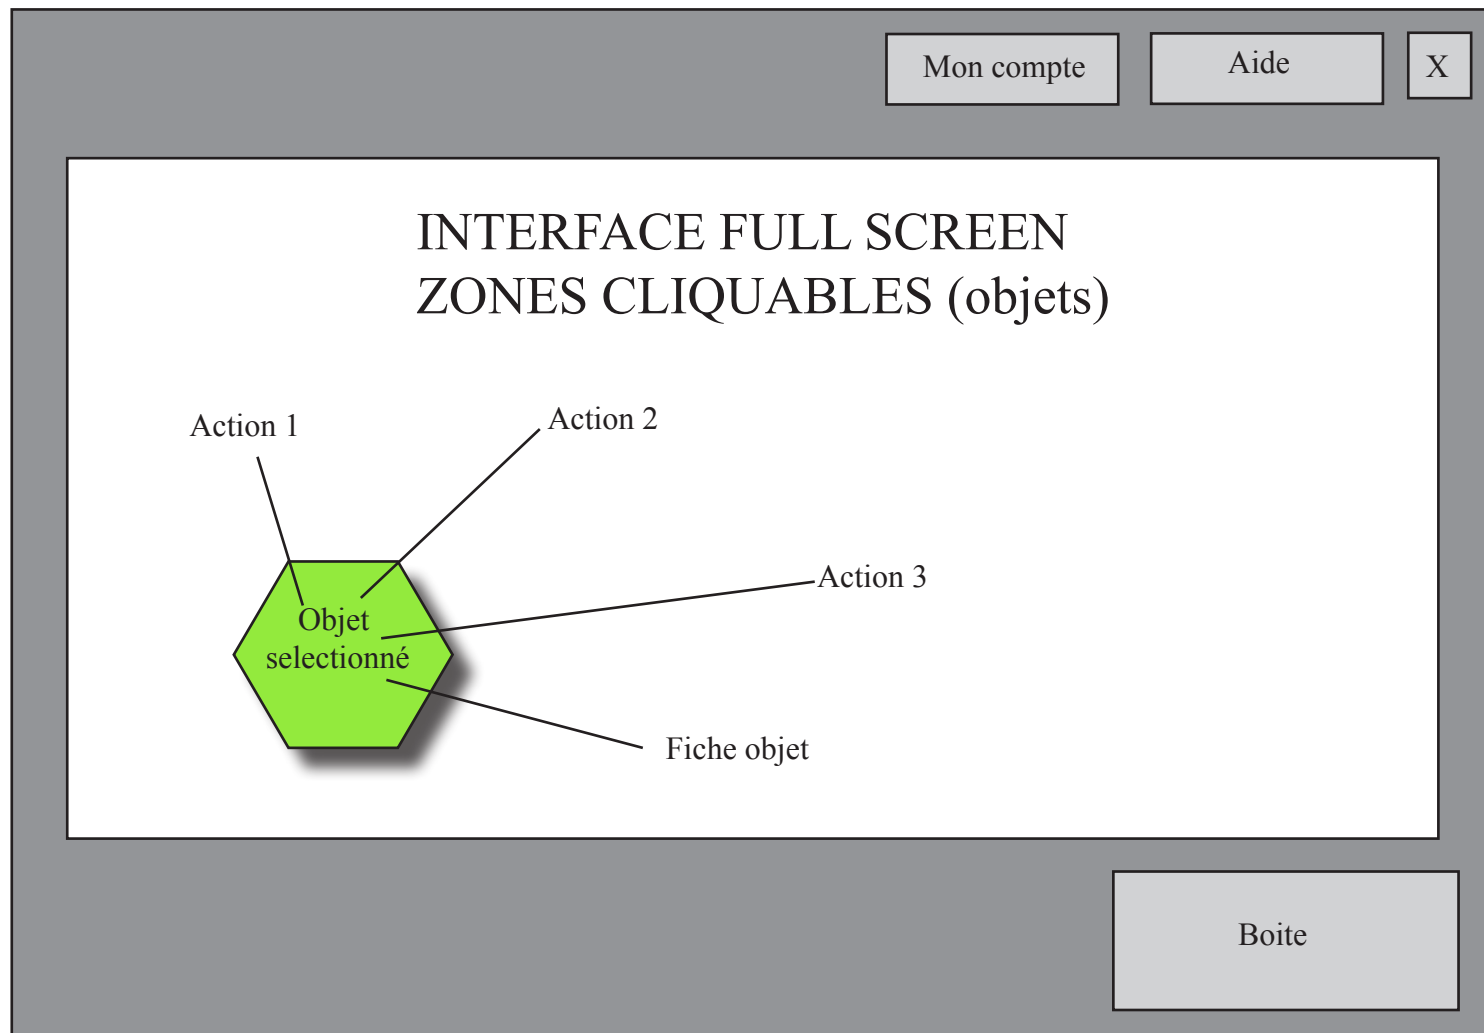 Mon compte
Aide
X
INTERFACE FULL SCREEN
ZONES CLIQUABLES (objets)
Action 1
Action 2
Action 3
Objet
selectionné
Fiche objet
Boite